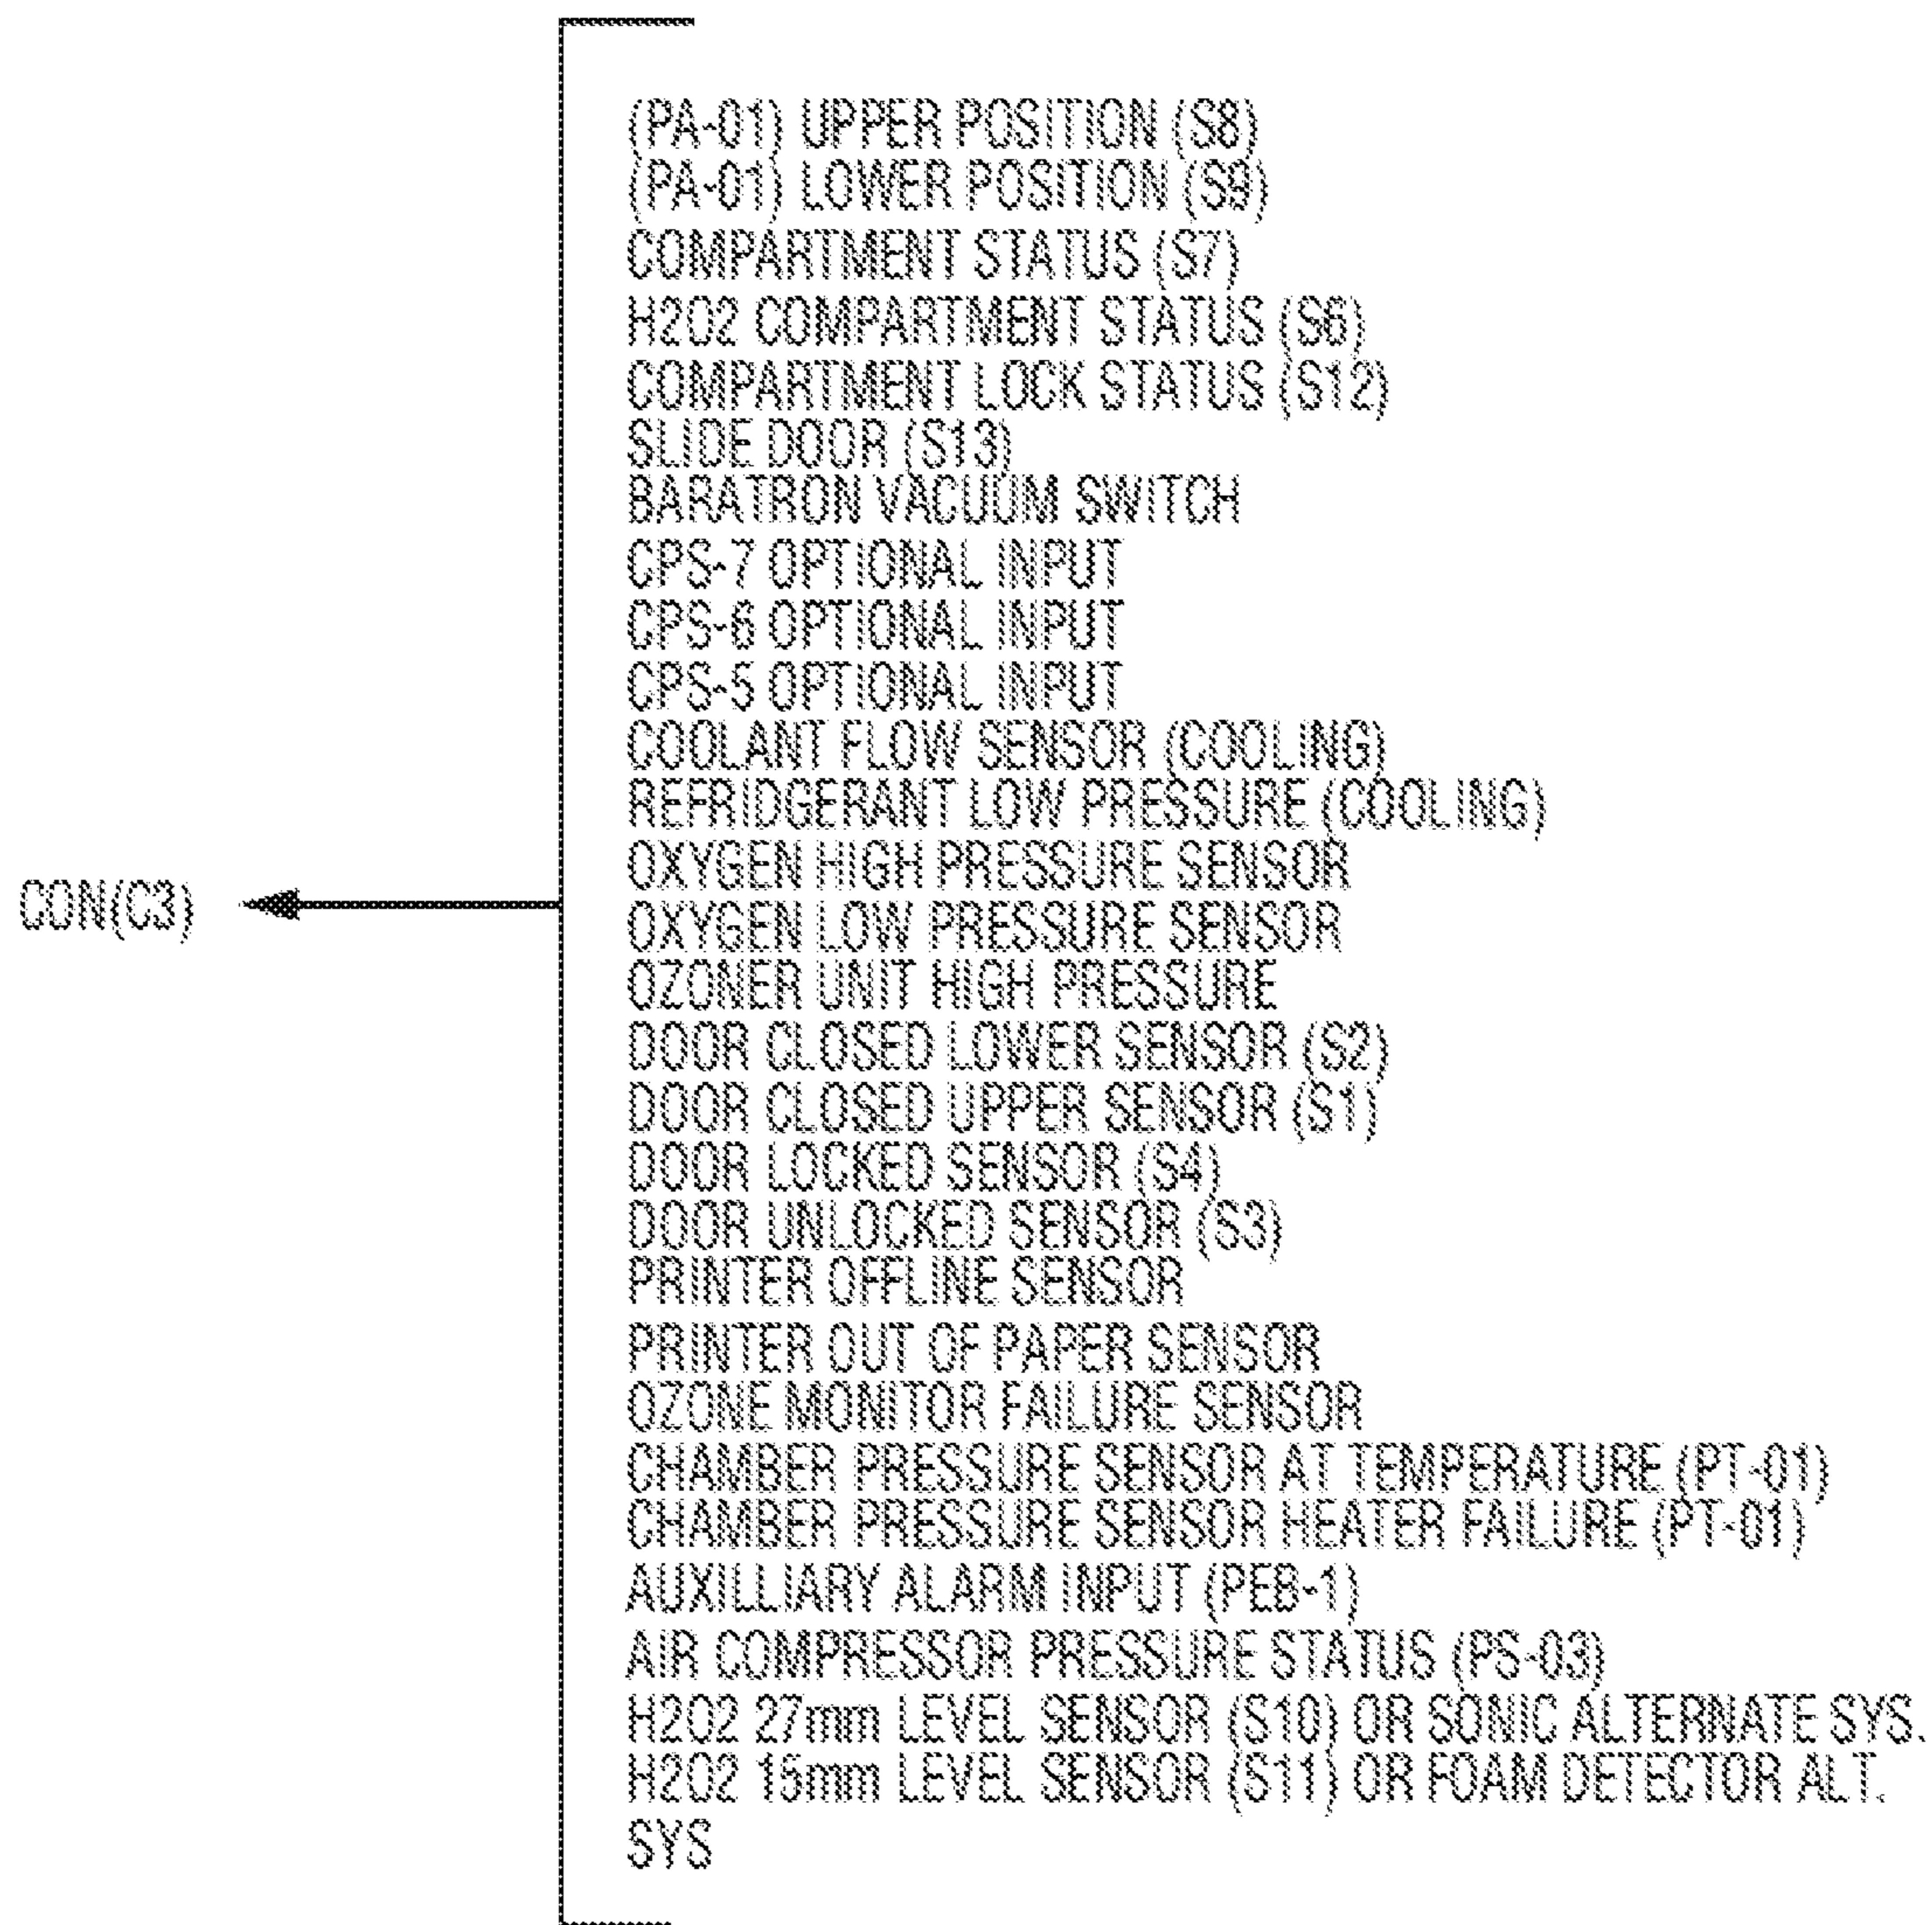 (PA-01) UPPER POSITION (S8)
(PA-01) LOWER POSITION (S9)
COMPARTMENT STATUS (S7)
H2O2 COMPARTMENT STATUS (S6)
COMPARTMENT LOCK STATUS (S12)
SLIDE DOOR (S13)
BARATRON VACUUM SWITCH
CPS-7 OPTIONAL INPUT
CPS-6 OPTIONAL INPUT
CPS-5 OPTIONAL INPUT
COOLANT FLOW SENSOR (COOLING)
REFRIDGERANT LOW PRESSURE (COOLING)
OXYGEN HIGH PRESSURE SENSOR
CON(C3)
OXYGEN LOW PRESSURE SENSOR
OZONER UNIT HIGH PRESSURE
DOOR CLOSED LOWER SENSOR (S2)
DOOR CLOSED UPPER SENSOR (S1)
DOOR LOCKED SENSOR (S4)
DOOR UNLOCKED SENSOR (S3)
PRINTER OFFLINE SENSOR
PRINTER OUT OF PAPER SENSOR
OZONE MONITOR FAILURE SENSOR
CHAMBER PRESSURE SENSOR AT TEMPERATURE (PT-01)
CHAMBER PRESSURE SENSOR HEATER FAILURE (PT-01)
AUXILLIARY ALARM INPUT (PEB-1)
AIR COMPRESSOR PRESSURE STATUS (PS-03)
H2O2 27mm LEVEL SENSOR (S10) OR SONIC ALTERNATE SYS.
H2O2 15mm LEVEL SENSOR (S11) OR FOAM DETECTOR ALT.
SYS